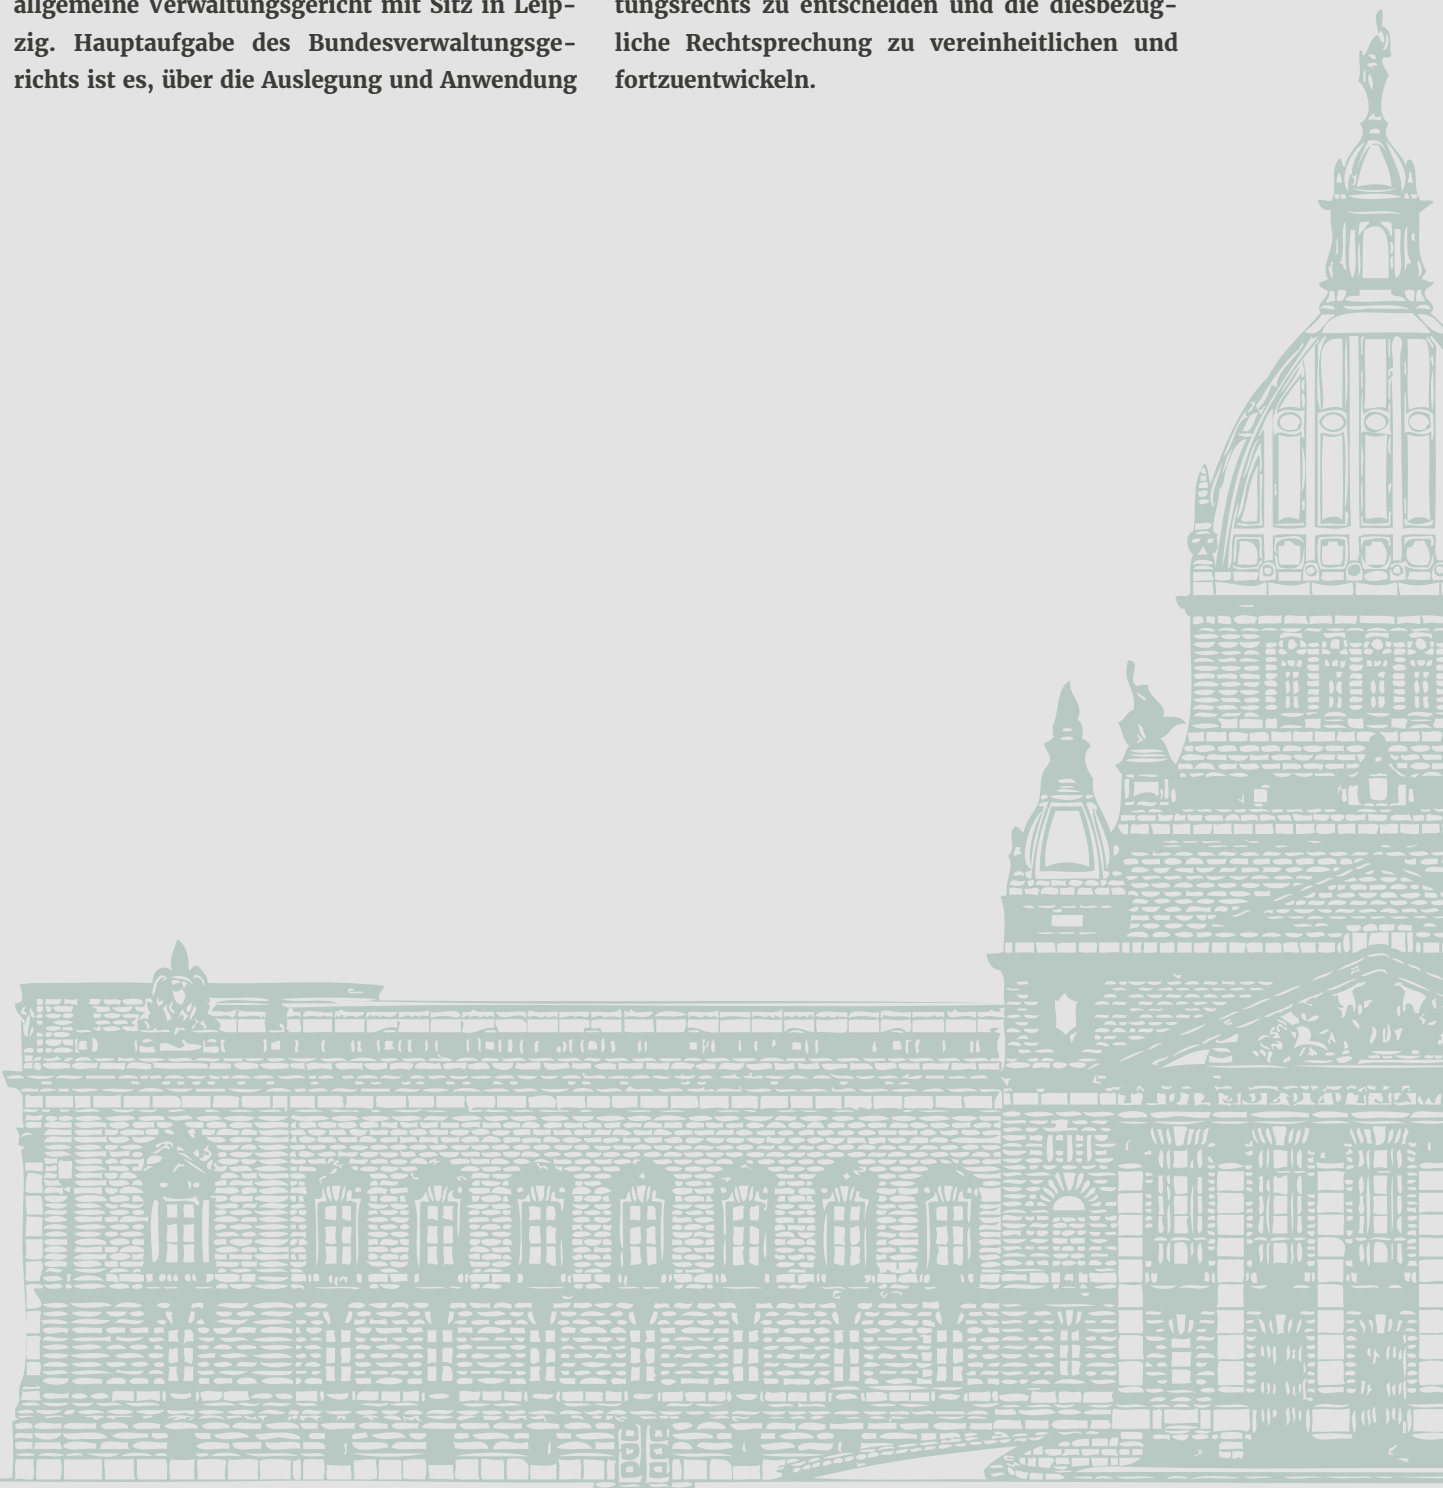 allgemeine Verwaltungsgericht mit Sitz in Leip-
zig. Hauptaufgabe des Bundesverwaltungsge-
richts ist es, über die Auslegung und Anwendung
tungsrechts zu entscheiden und die diesbezüg-
liche Rechtsprechung zu vereinheitlichen und
fortzuentwickeln.